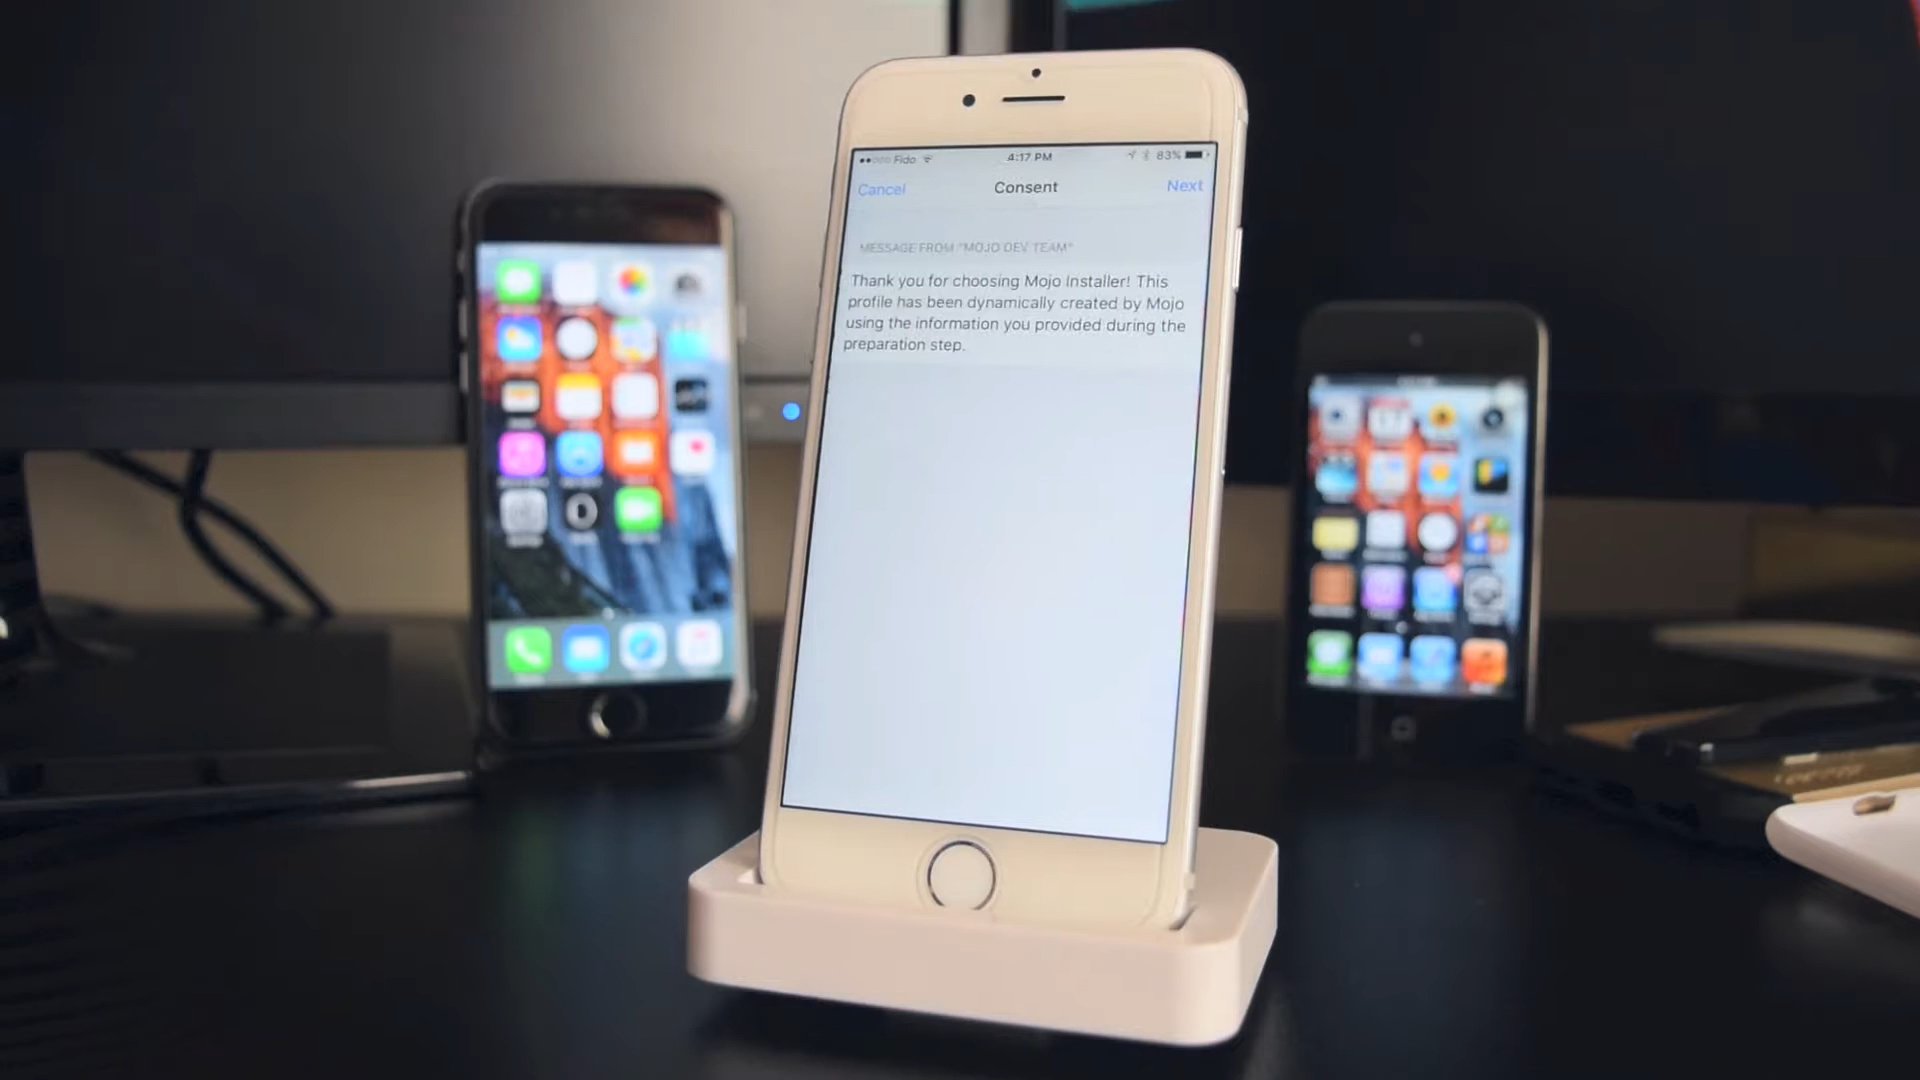 Fido 4:17 PM 83%
Cancel Consent Next
MESSAGE FROM "MOJO DEV TEAM"
Thank you for choosing Mojo Installer! This
profile has been dynamically created by Mojo
using the information you provided during the
preparation step.